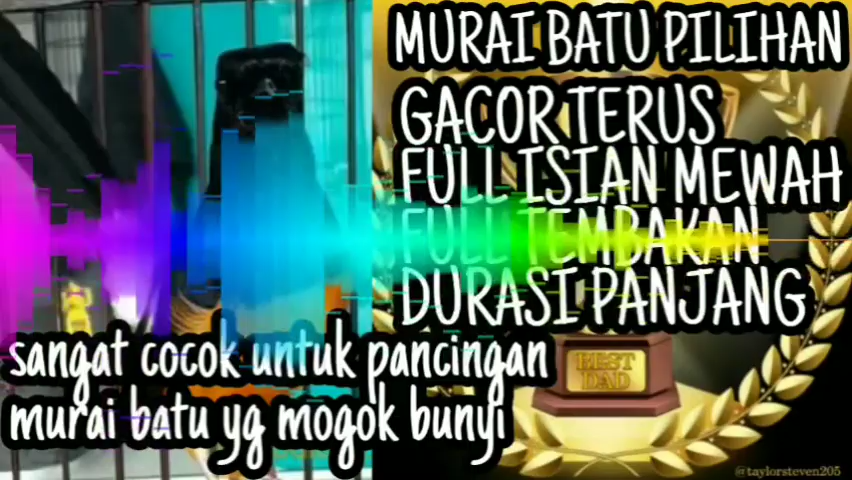 MURAI BATU PILIHAN
GACOR TERUS
FULL ISIAN MEWAH
FULL TEMBAKAN
DURASI PANJANG
sangat cocok untuk pancingan
murai batu yg mogok bunyi
BEST
DAD
@taylorsteven205